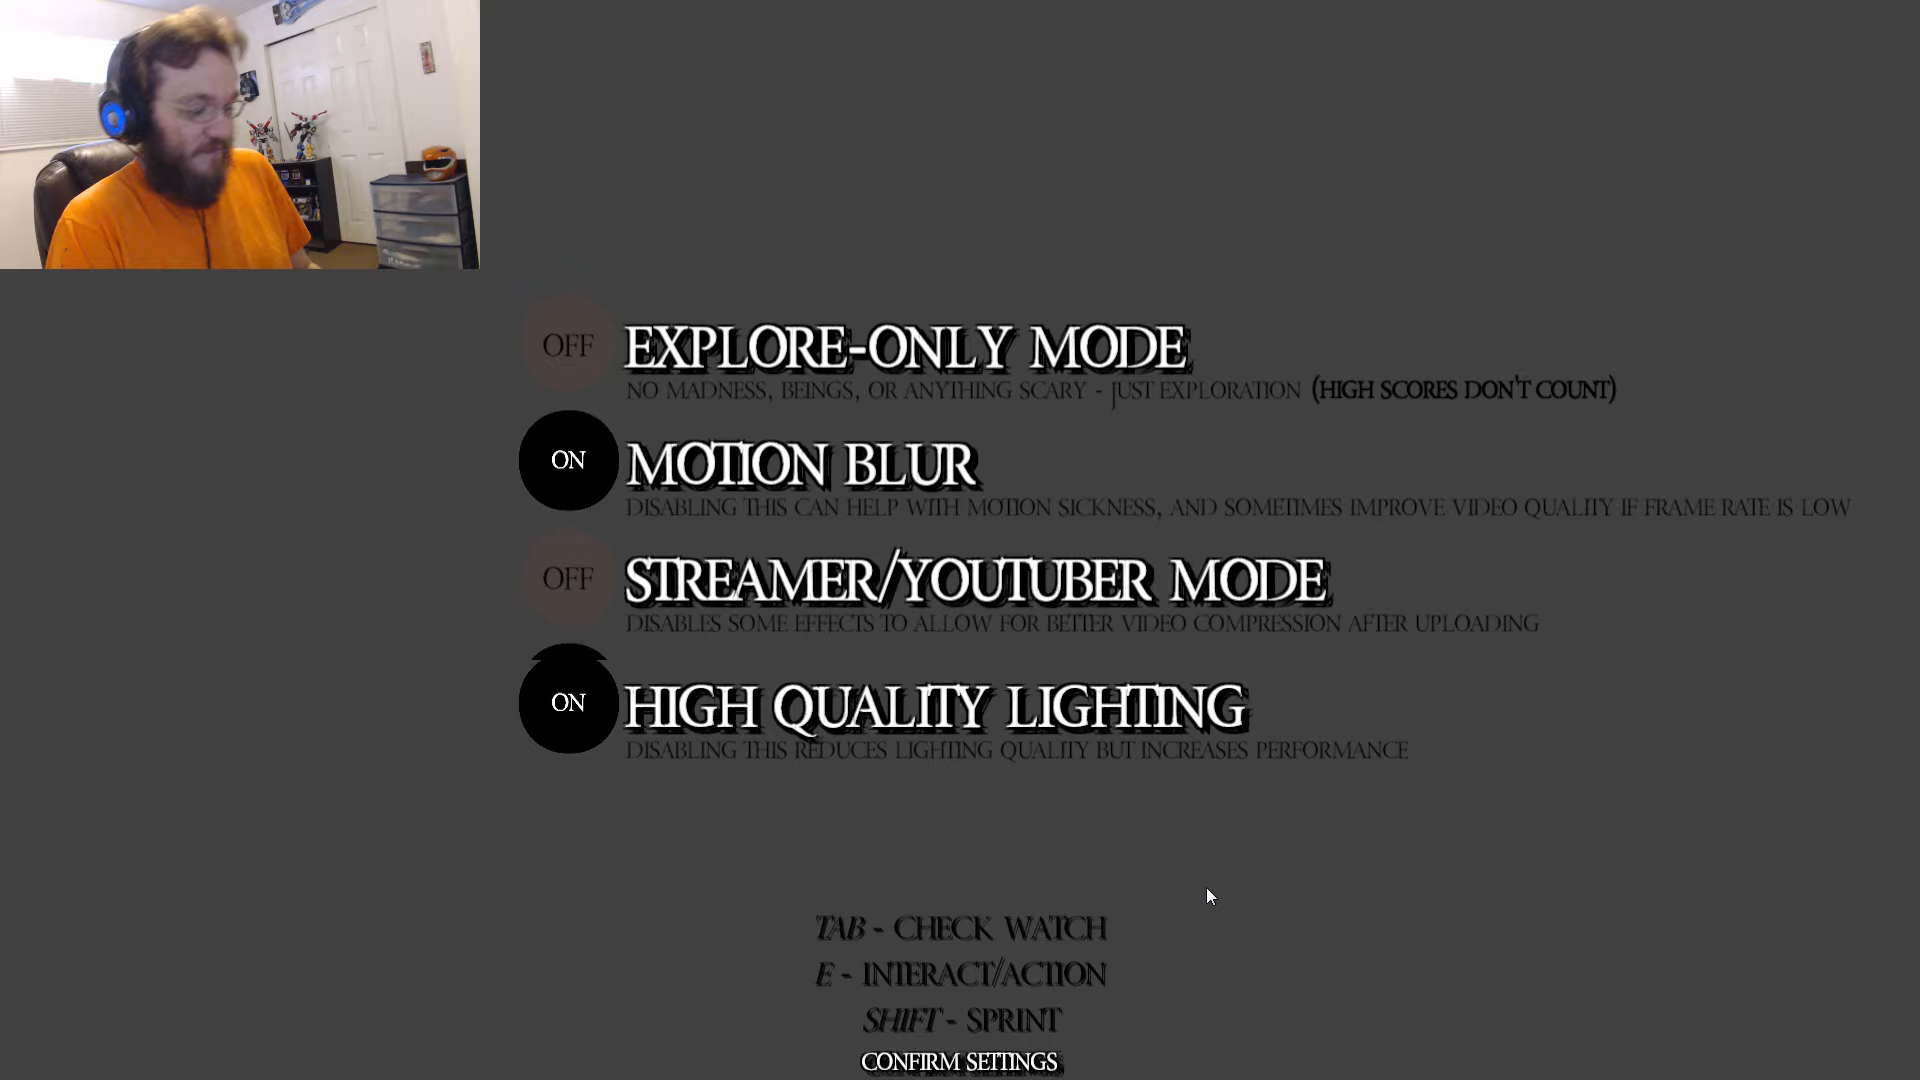 OFF EXPLORE-ONLY MODE
NO MADNESS, BEINGS, OR ANYTHING SCARY - JUST EXPLORATION (HIGH SCORES DON'T COUNT)
ON MOTION BLUR
DISABLING THIS CAN HELP WITH MOTION SICKNESS, AND SOMETIMES IMPROVE VIDEO QUALITY IF FRAME RATE IS LOW
OFF STREAMER/YOUTUBER MODE
DISABLES SOME EFFECTS TO ALLOW FOR BETTER VIDEO COMPRESSION AFTER UPLOADING
ON HIGH QUALITY LIGHTING
DISABLING THIS REDUCES LIGHTING QUALITY BUT INCREASES PERFORMANCE
TAB - CHECK WATCH
E - INTERACT/ACTION
SHIFT - SPRINT
CONFIRM SETTINGS